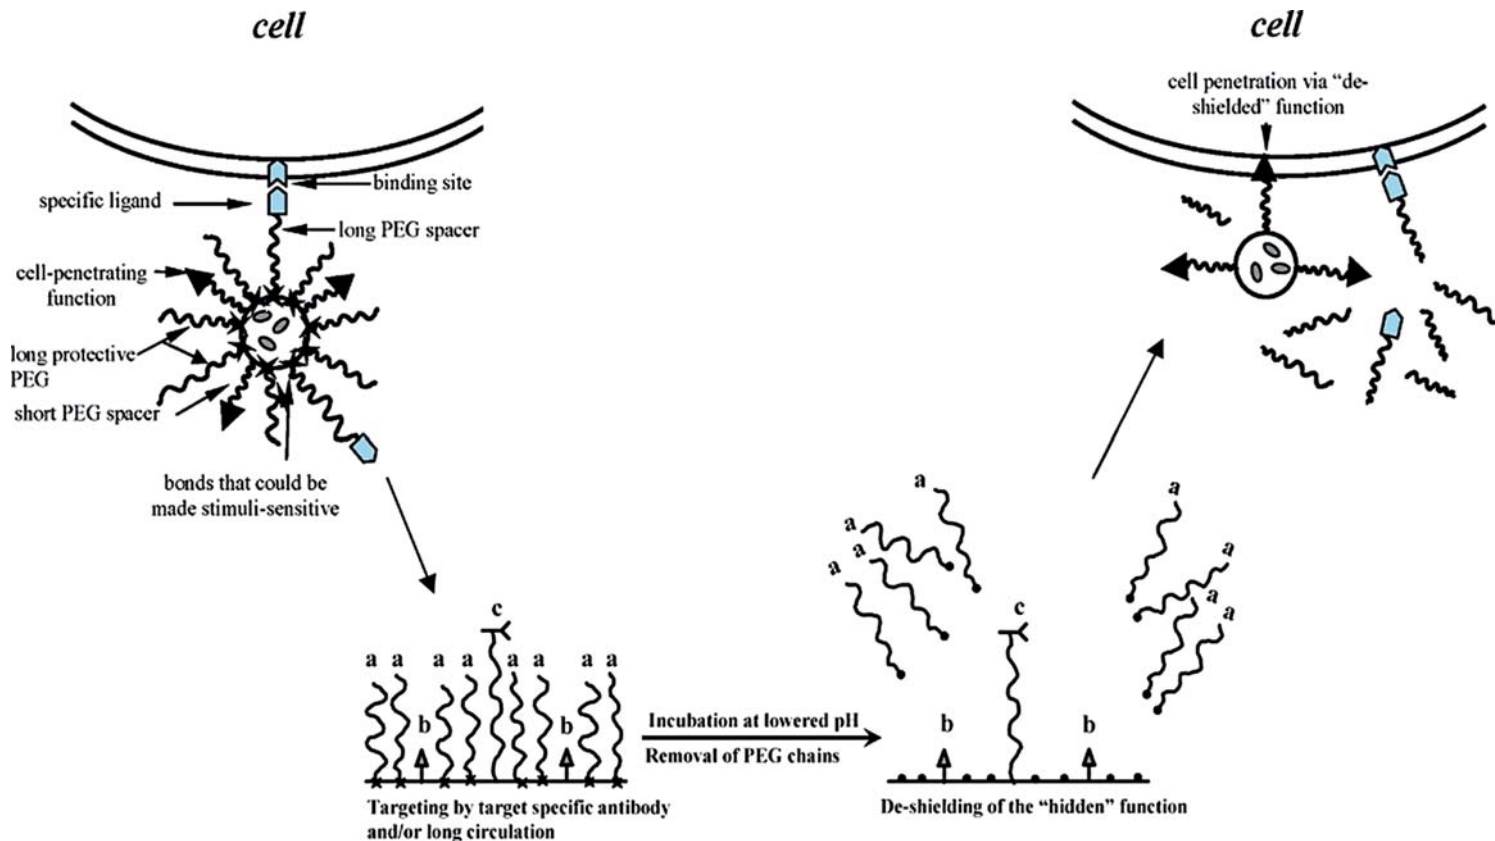 cell
binding site
specific ligand
long PEG spacer
cell-penetrating
function
long protective
PEG
short PEG spacer
bonds that could be
made stimuli-sensitive
c
a a a a a a a a
b b
Targeting by target specific antibody
and/or long circulation
Incubation at lowered pH
Removal of PEG chains
a
a
a
a
c
a
a
a
a
b b
De-shielding of the “hidden” function
cell
cell penetration via “de-
shielded” function